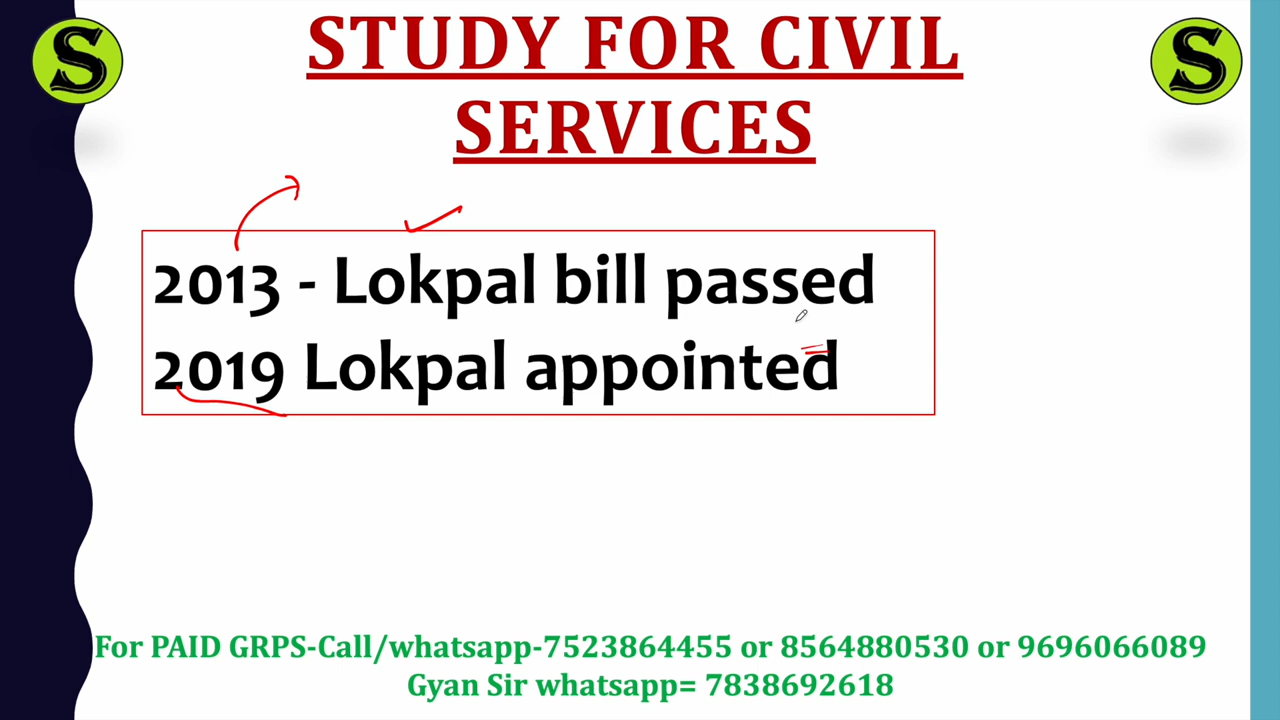 S
S
STUDY FOR CIVIL
SERVICES
2013 - Lokpal bill passed
2019 Lokpal appointed
For PAID GRPS-Call/whatsapp-7523864455 or 8564880530 or 9696066089
Gyan Sir whatsapp= 7838692618